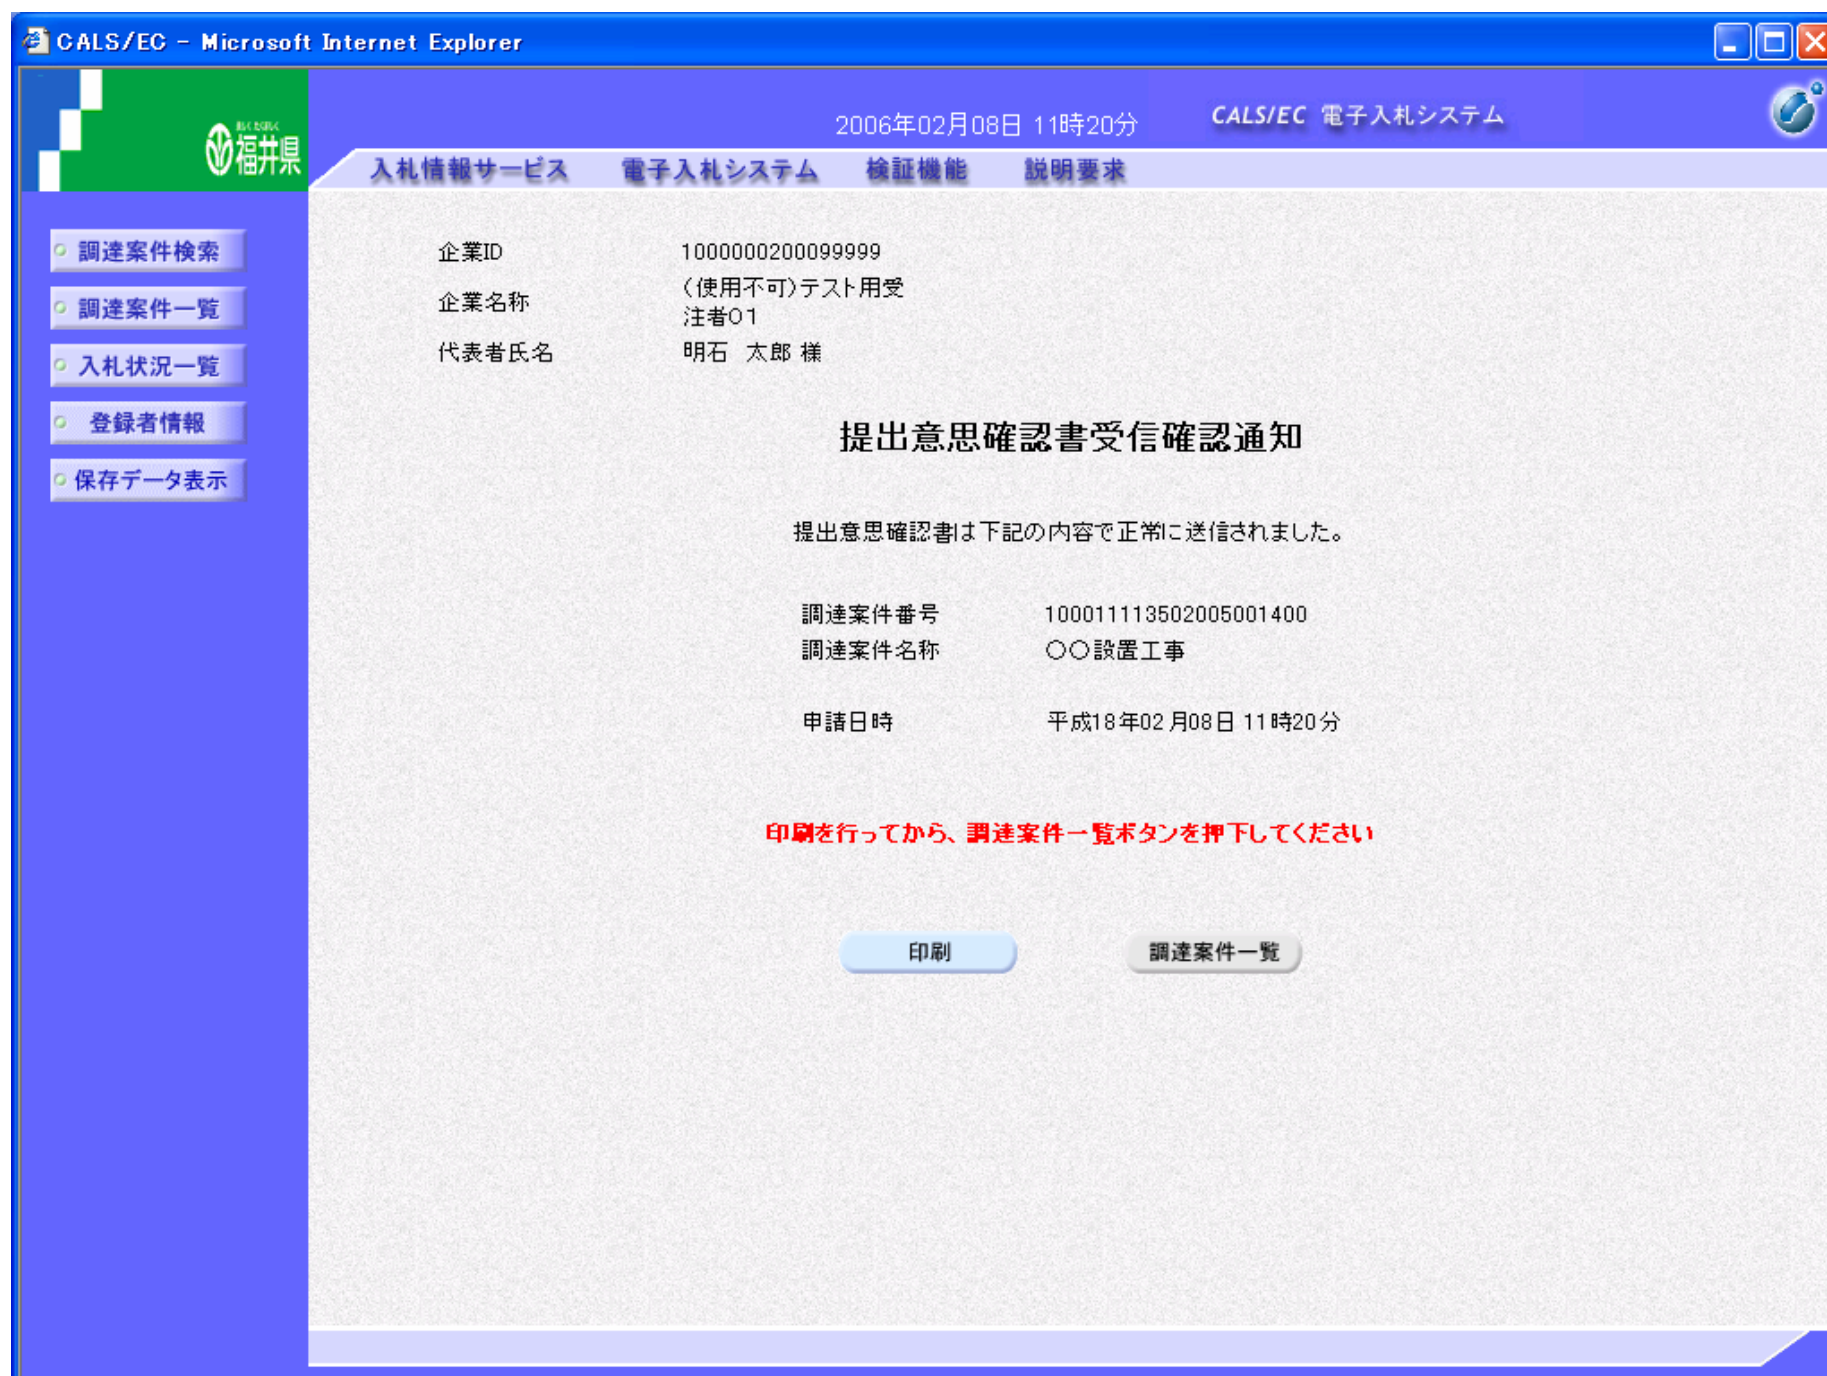 CALS/EC - Microsoft Internet Explorer
福井県
2006年02月08日 11時20分
CALS/EC 電子入札システム
入札情報サービス 電子入札システム 検証機能 説明要求
調達案件検索
調達案件一覧
入札状況一覧
登録者情報
保存データ表示
企業ID 1000000200099999
企業名称 (使用不可)テスト用受
注者01
代表者氏名 明石 太郎 様
提出意思確認書受信確認通知
提出意思確認書は下記の内容で正常に送信されました。
調達案件番号 100011113502005001400
調達案件名称 〇〇設置工事
申請日時 平成18年02月08日 11時20分
印刷を行ってから、調達案件一覧ボタンを押下してください
印刷 調達案件一覧